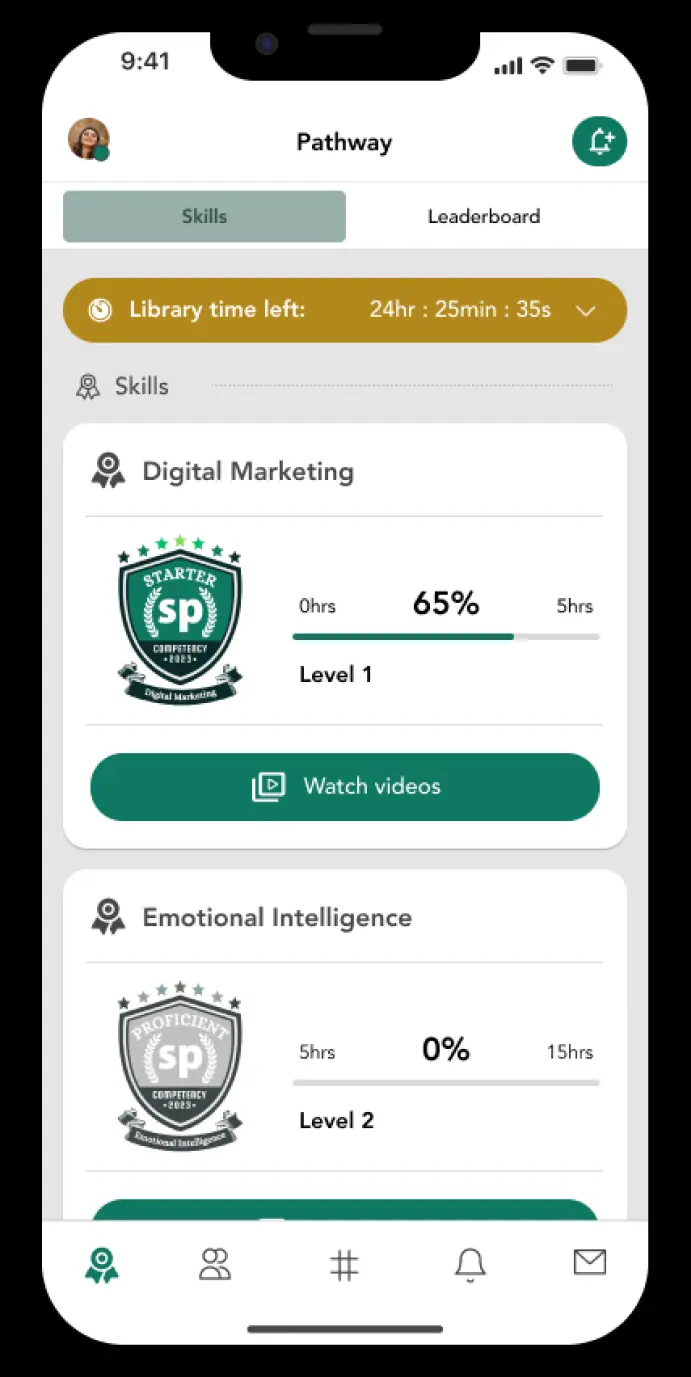 9:41
Pathway
Skills
Leaderboard
Library time left:
24hr : 25min : 35s
Skills
Digital Marketing
STARTER
sp
COMPETENCY
•2023•
Digital Marketing
0hrs
65%
5hrs
Level 1
Watch videos
Emotional Intelligence
PROFICIENT
sp
COMPETENCY
•2023•
Emotional Intelligence
5hrs
0%
15hrs
Level 2